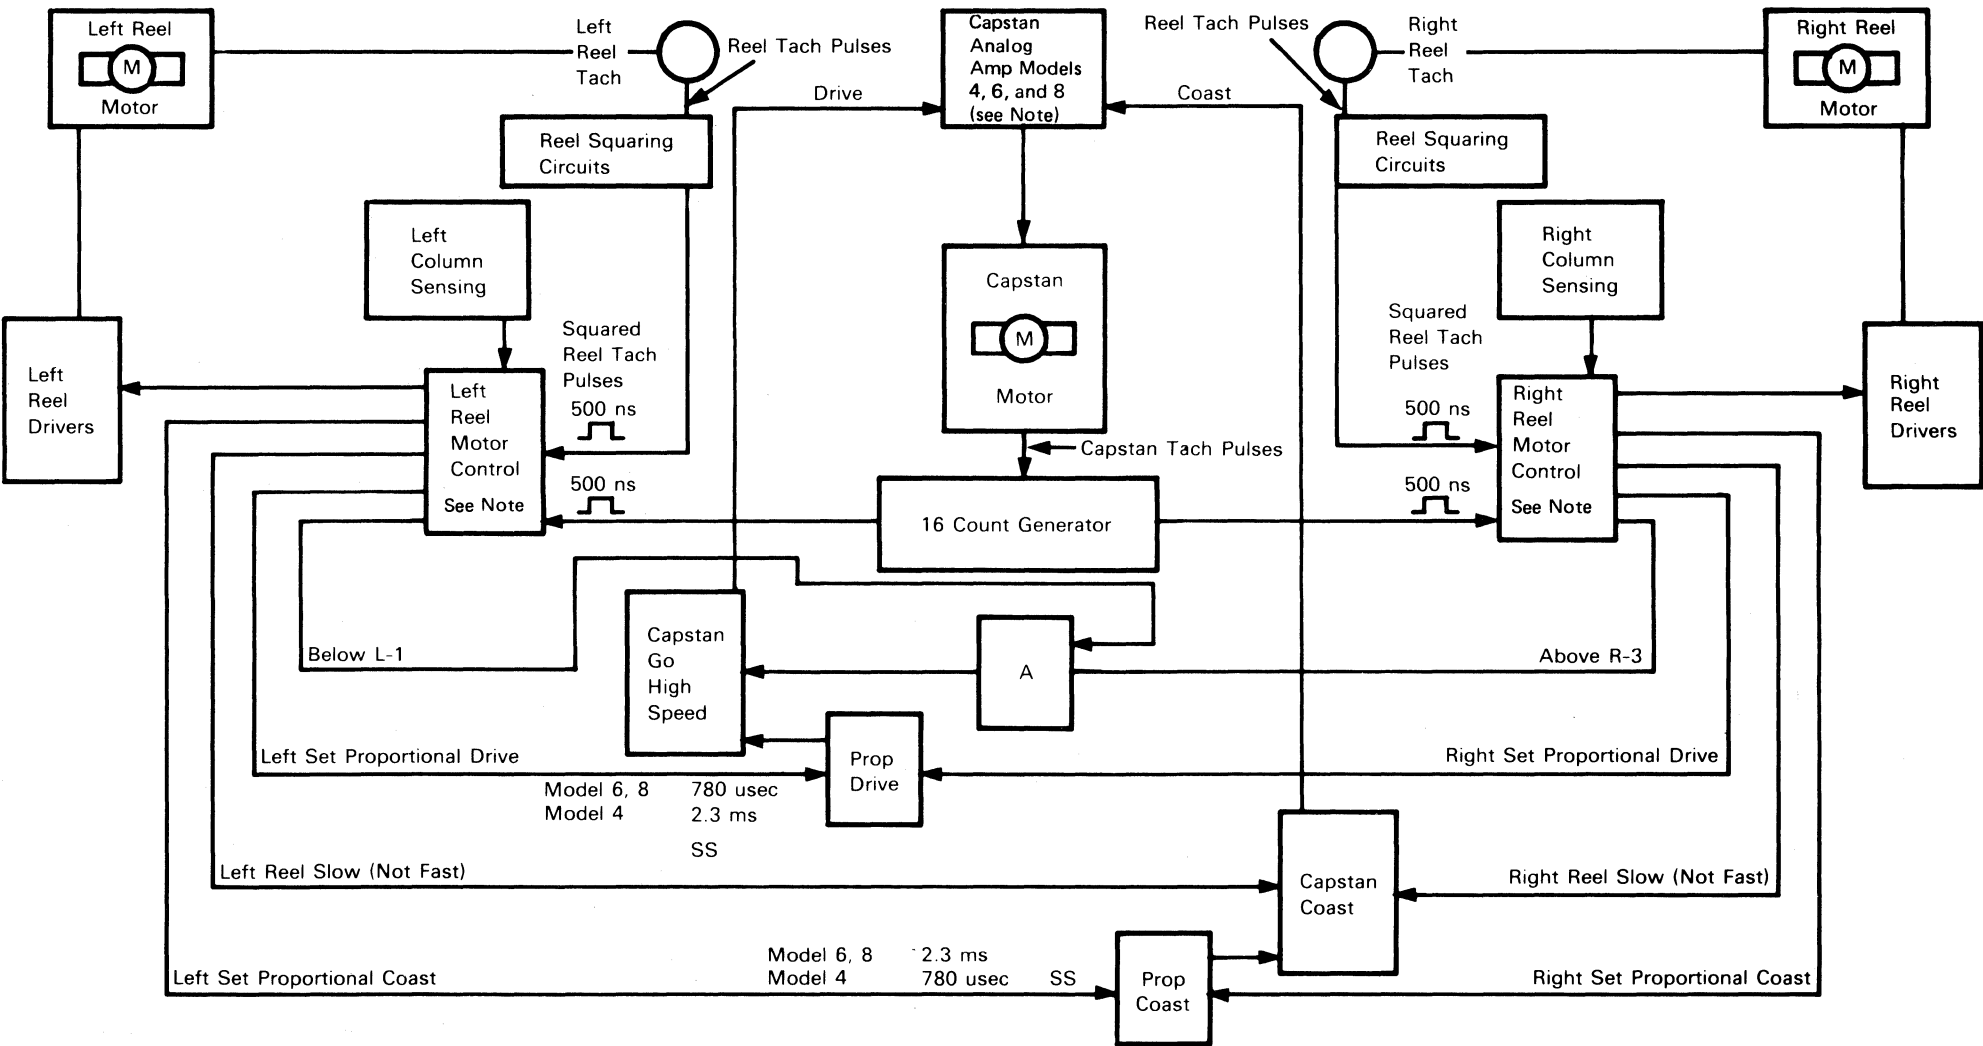 Left Reel
M
Motor
Left
Reel
Tach
Reel Tach Pulses
Capstan
Analog
Amp Models
4, 6, and 8
(see Note)
Reel Tach Pulses
Right
Reel
Tach
Right Reel
M
Motor
Drive
Coast
Reel Squaring
Circuits
Reel Squaring
Circuits
Left
Column
Sensing
Right
Column
Sensing
Capstan
M
Motor
Squared
Reel Tach
Pulses
500 ns
500 ns
Squared
Reel Tach
Pulses
500 ns
500 ns
Left
Reel
Drivers
Left
Reel
Motor
Control
See Note
Right
Reel
Motor
Control
See Note
Right
Reel
Drivers
Capstan Tach Pulses
16 Count Generator
Below L-1
Capstan
Go
High
Speed
A
Above R-3
Left Set Proportional Drive
Prop
Drive
Right Set Proportional Drive
Model 6, 8 780 usec
Model 4 2.3 ms
SS
Left Reel Slow (Not Fast)
Capstan
Coast
Right Reel Slow (Not Fast)
Model 6, 8 2.3 ms
Model 4 780 usec SS
Left Set Proportional Coast
Prop
Coast
Right Set Proportional Coast